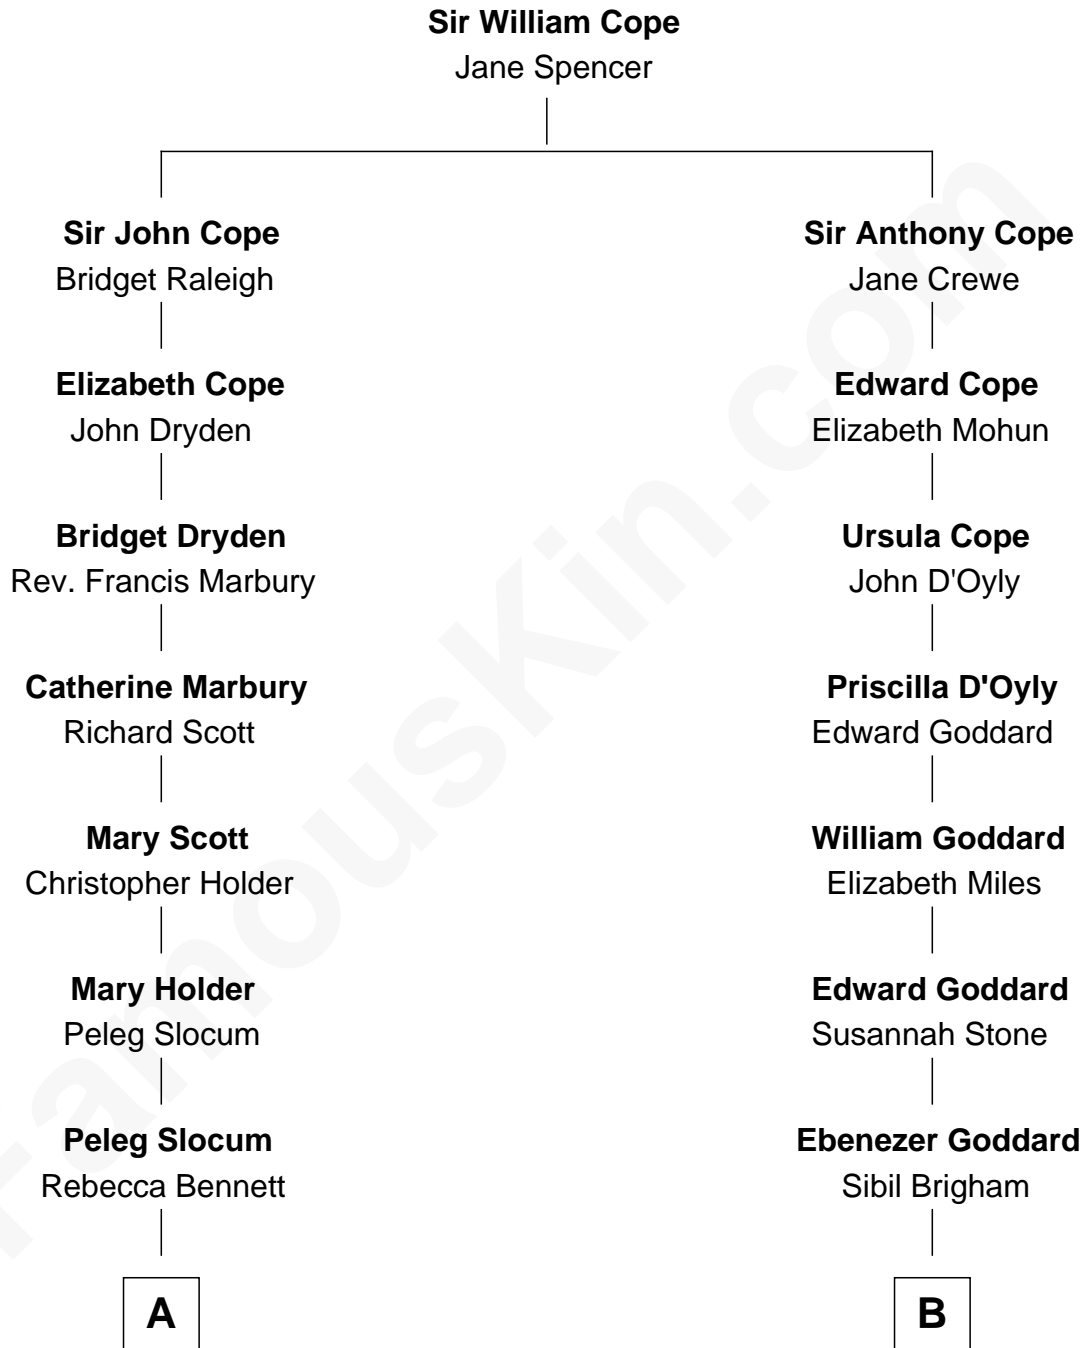 Sir William Cope
Jane Spencer
Sir John Cope
Bridget Raleigh
Sir Anthony Cope
Jane Crewe
Elizabeth Cope
John Dryden
Edward Cope
Elizabeth Mohun
Bridget Dryden
Rev. Francis Marbury
Ursula Cope
John D'Oyly
Catherine Marbury
Richard Scott
Priscilla D'Oyly
Edward Goddard
Mary Scott
Christopher Holder
William Goddard
Elizabeth Miles
Mary Holder
Peleg Slocum
Edward Goddard
Susannah Stone
Peleg Slocum
Rebecca Bennett
Ebenezer Goddard
Sibil Brigham
A
B
FamousKin.com